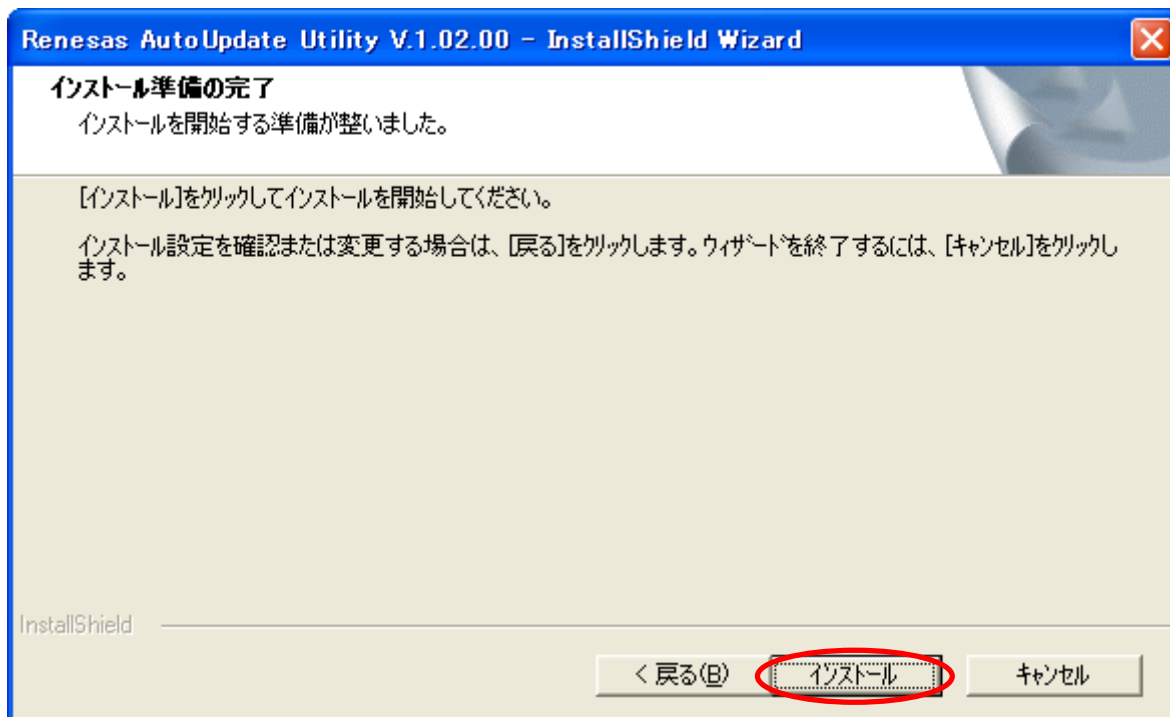 Renesas AutoUpdate Utility V.1.02.00 - InstallShield Wizard
インストール準備の完了
インストールを開始する準備が整いました。
[インストール]をクリックしてインストールを開始してください。
インストール設定を確認または変更する場合は、[戻る]をクリックします。ウィザードを終了するには、[キャンセル]をクリックし
ます。
InstallShield
< 戻る(B)
インストール
キャンセル